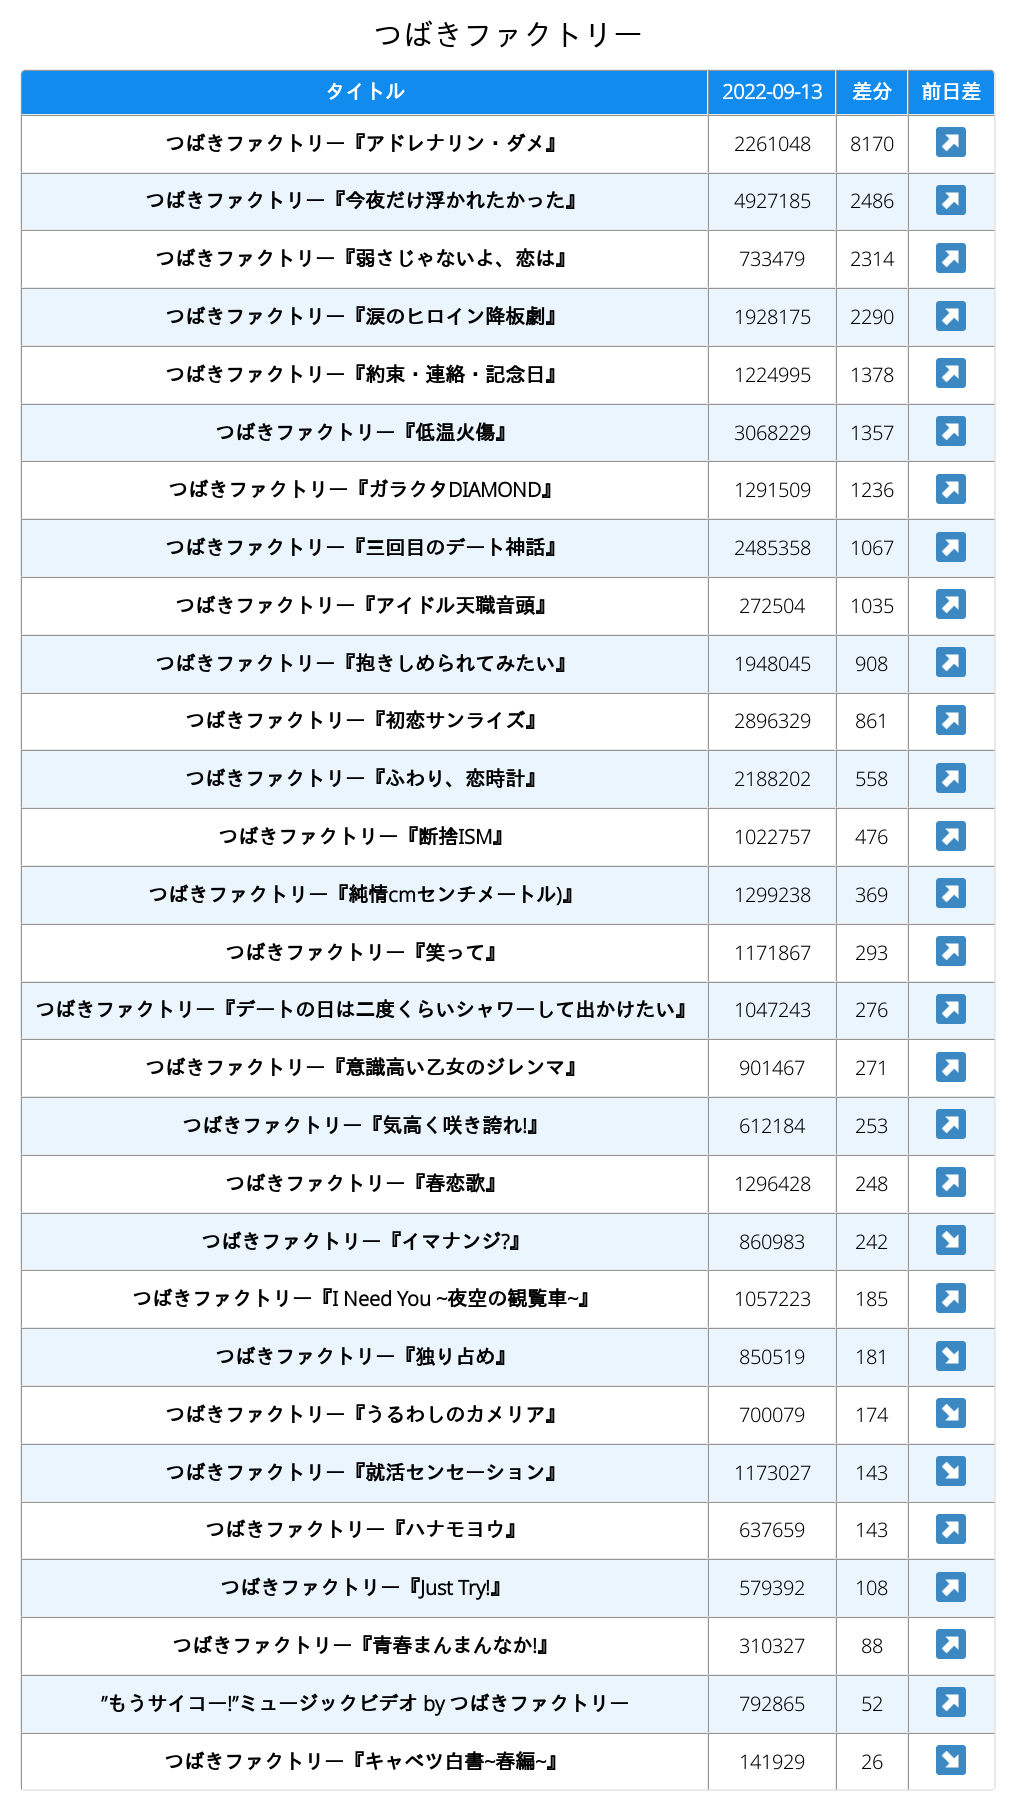 つばきファクトリー
タイトル 2022-09-13 差分 前日差
つばきファクトリー『アドレナリン・ダメ』 2261048 8170 ↗
つばきファクトリー『今夜だけ浮かれたかった』 4927185 2486 ↗
つばきファクトリー『弱さじゃないよ、恋は』 733479 2314 ↗
つばきファクトリー『涙のヒロイン降板劇』 1928175 2290 ↗
つばきファクトリー『約束・連絡・記念日』 1224995 1378 ↗
つばきファクトリー『低温火傷』 3068229 1357 ↗
つばきファクトリー『ガラクタDIAMOND』 1291509 1236 ↗
つばきファクトリー『三回目のデート神話』 2485358 1067 ↗
つばきファクトリー『アイドル天職音頭』 272504 1035 ↗
つばきファクトリー『抱きしめられてみたい』 1948045 908 ↗
つばきファクトリー『初恋サンライズ』 2896329 861 ↗
つばきファクトリー『ふわり、恋時計』 2188202 558 ↗
つばきファクトリー『断捨ISM』 1022757 476 ↗
つばきファクトリー『純情cmセンチメートル)』 1299238 369 ↗
つばきファクトリー『笑って』 1171867 293 ↗
つばきファクトリー『デートの日は二度くらいシャワーして出かけたい』 1047243 276 ↗
つばきファクトリー『意識高い乙女のジレンマ』 901467 271 ↗
つばきファクトリー『気高く咲き誇れ!』 612184 253 ↗
つばきファクトリー『春恋歌』 1296428 248 ↗
つばきファクトリー『イマナンジ?』 860983 242 ↘
つばきファクトリー『I Need You ~夜空の観覧車~』 1057223 185 ↗
つばきファクトリー『独り占め』 850519 181 ↘
つばきファクトリー『うるわしのカメリア』 700079 174 ↘
つばきファクトリー『就活センセーション』 1173027 143 ↘
つばきファクトリー『ハナモヨウ』 637659 143 ↗
つばきファクトリー『Just Try!』 579392 108 ↗
つばきファクトリー『青春まんまんなか!』 310327 88 ↗
”もうサイコー!”ミュージックビデオ by つばきファクトリー 792865 52 ↗
つばきファクトリー『キャベツ白書~春編~』 141929 26 ↘